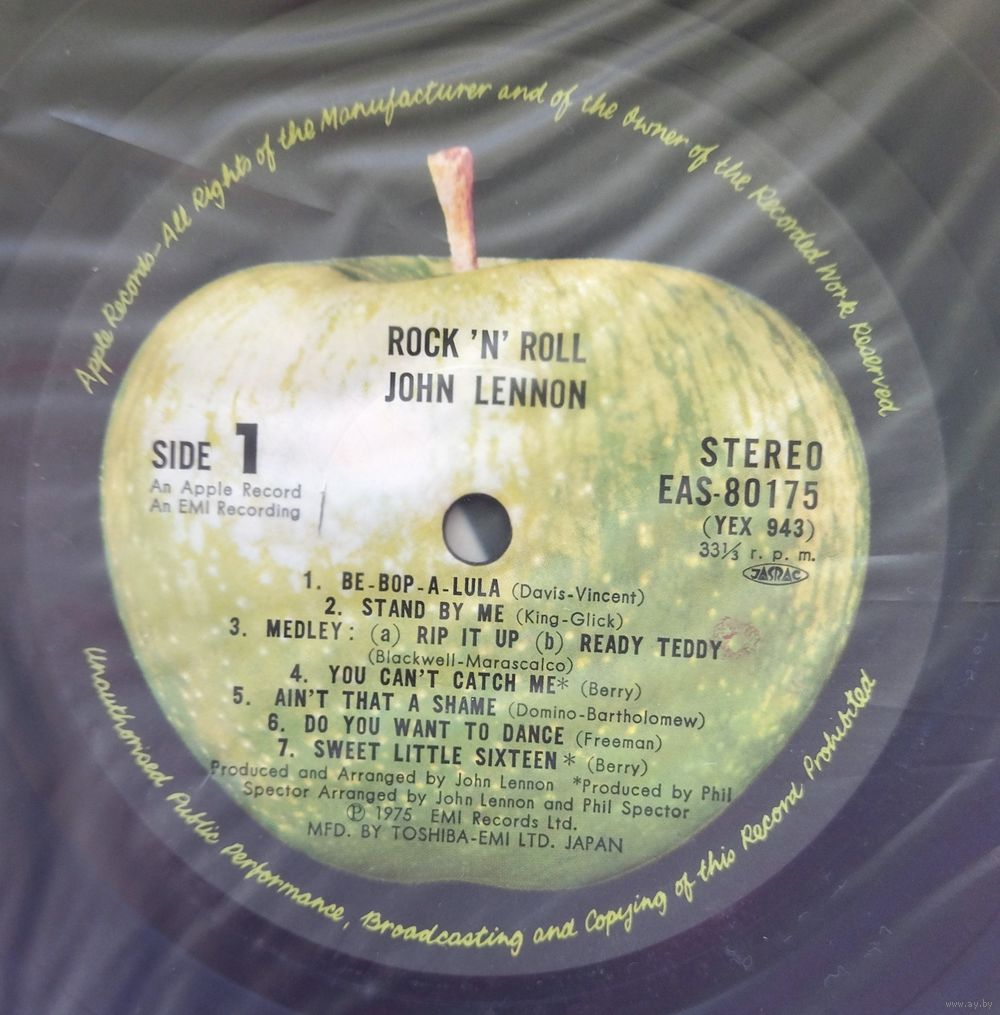 Apple Records-All Rights of the Manufacturer and of the Owner of the Recorded Work Reserved
ROCK 'N' ROLL
JOHN LENNON
SIDE 1
An Apple Record
An EMI Recording
STEREO
EAS-80175
(YEX 943)
33⅓ r. p. m.
JASRAC
1. BE-BOP-A-LULA (Davis-Vincent)
2. STAND BY ME (King-Glick)
3. MEDLEY: (a) RIP IT UP (b) READY TEDDY
(Blackwell-Marascalco)
4. YOU CAN'T CATCH ME* (Berry)
5. AIN'T THAT A SHAME (Domino-Bartholomew)
6. DO YOU WANT TO DANCE (Freeman)
7. SWEET LITTLE SIXTEEN* (Berry)
Produced and Arranged by John Lennon *Produced by Phil
Spector Arranged by John Lennon and Phil Spector
Ⓟ 1975 EMI Records Ltd.
MFD. BY TOSHIBA-EMI LTD. JAPAN
Unauthorised Public Performance, Broadcasting and Copying of this Record Prohibited
www.ay.by